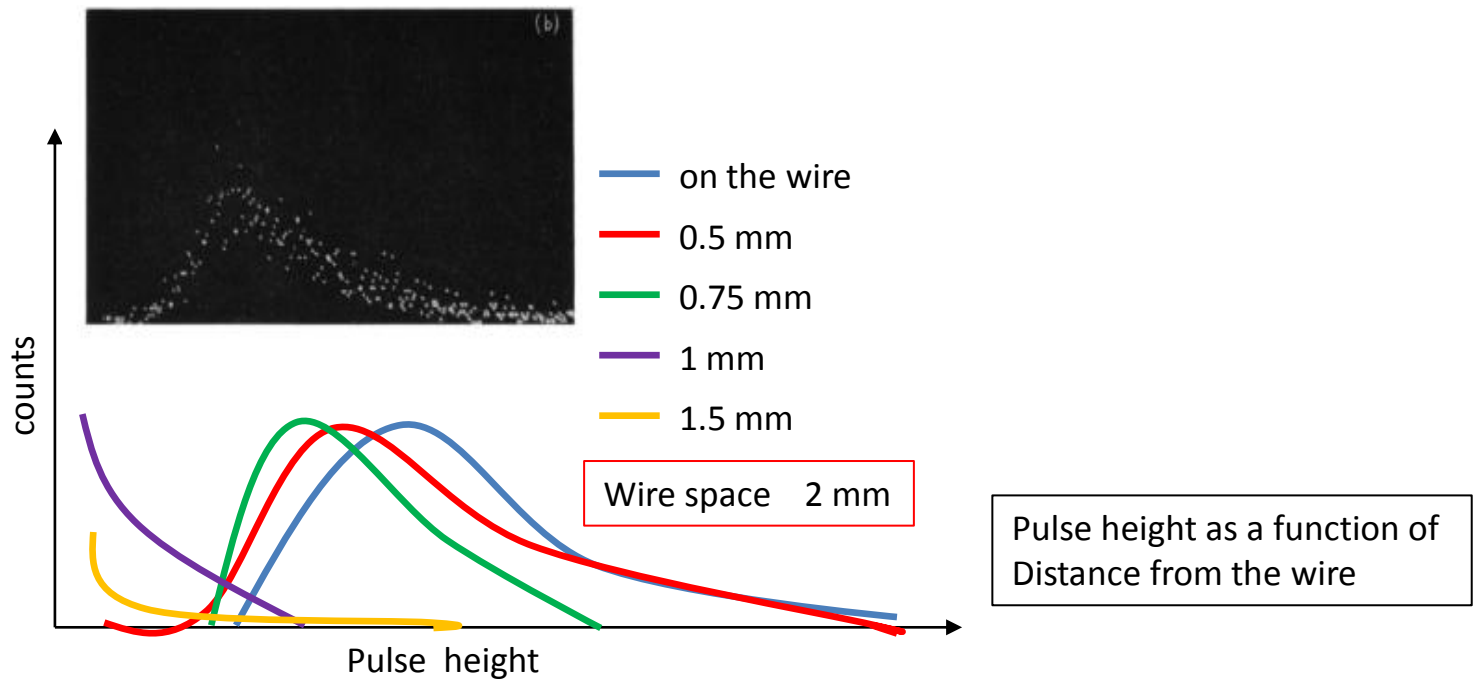 (b)
on the wire
0.5 mm
0.75 mm
1 mm
1.5 mm
Wire space 2 mm
counts
Pulse height
Pulse height as a function of
Distance from the wire